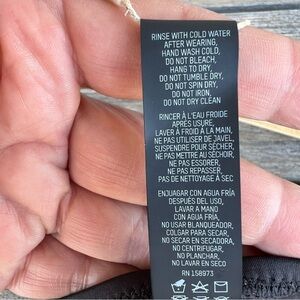 RINSE WITH COLD WATER
AFTER WEARING,
HAND WASH COLD,
DO NOT BLEACH,
HANG TO DRY,
DO NOT TUMBLE DRY,
DO NOT SPIN DRY,
DO NOT IRON,
DO NOT DRY CLEAN
RINCER À L'EAU FROIDE
APRÈS USURE,
LAVER À FROID À LA MAIN,
NE PAS UTILISER DE JAVEL,
SUSPENDRE POUR SÉCHER,
NE PAS METTRE AU SÉCHOIR,
NE PAS ESSORER,
NE PAS REPASSER,
PAS DE NETTOYAGE À SEC
ENJUAGAR CON AGUA FRÍA
DESPUÉS DEL USO,
LAVAR A MANO
CON AGUA FRÍA,
NO USAR BLANQUEADOR,
COLGAR PARA SECAR,
NO SECAR EN SECADORA,
NO CENTRIFUGAR,
NO PLANCHAR,
NO LAVAR EN SECO
RN 158973